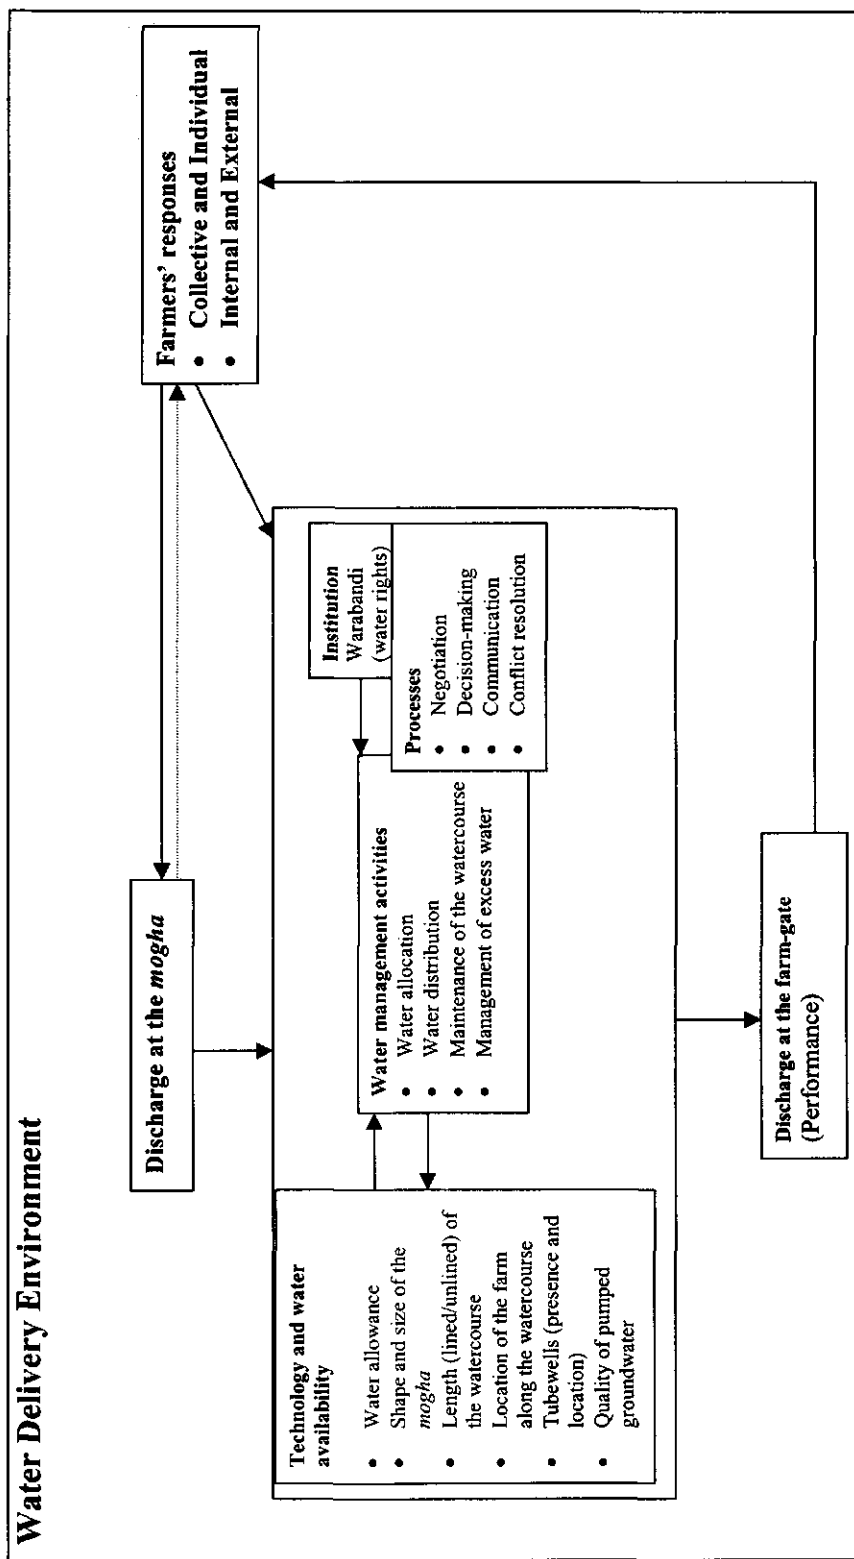 Water Delivery Environment
Discharge at the mogha
Farmers' responses
• Collective and Individual
• Internal and External
Technology and water
availability
• Water allowance
• Shape and size of the
mogha
• Length (lined/unlined) of
the watercourse
• Location of the farm
along the watercourse
• Tubewells (presence and
location)
• Quality of pumped
groundwater
Water management activities
• Water allocation
• Water distribution
• Maintenance of the watercourse
• Management of excess water
Institution
Warabandi
(water rights)
Processes
• Negotiation
• Decision-making
• Communication
• Conflict resolution
Discharge at the farm-gate
(Performance)